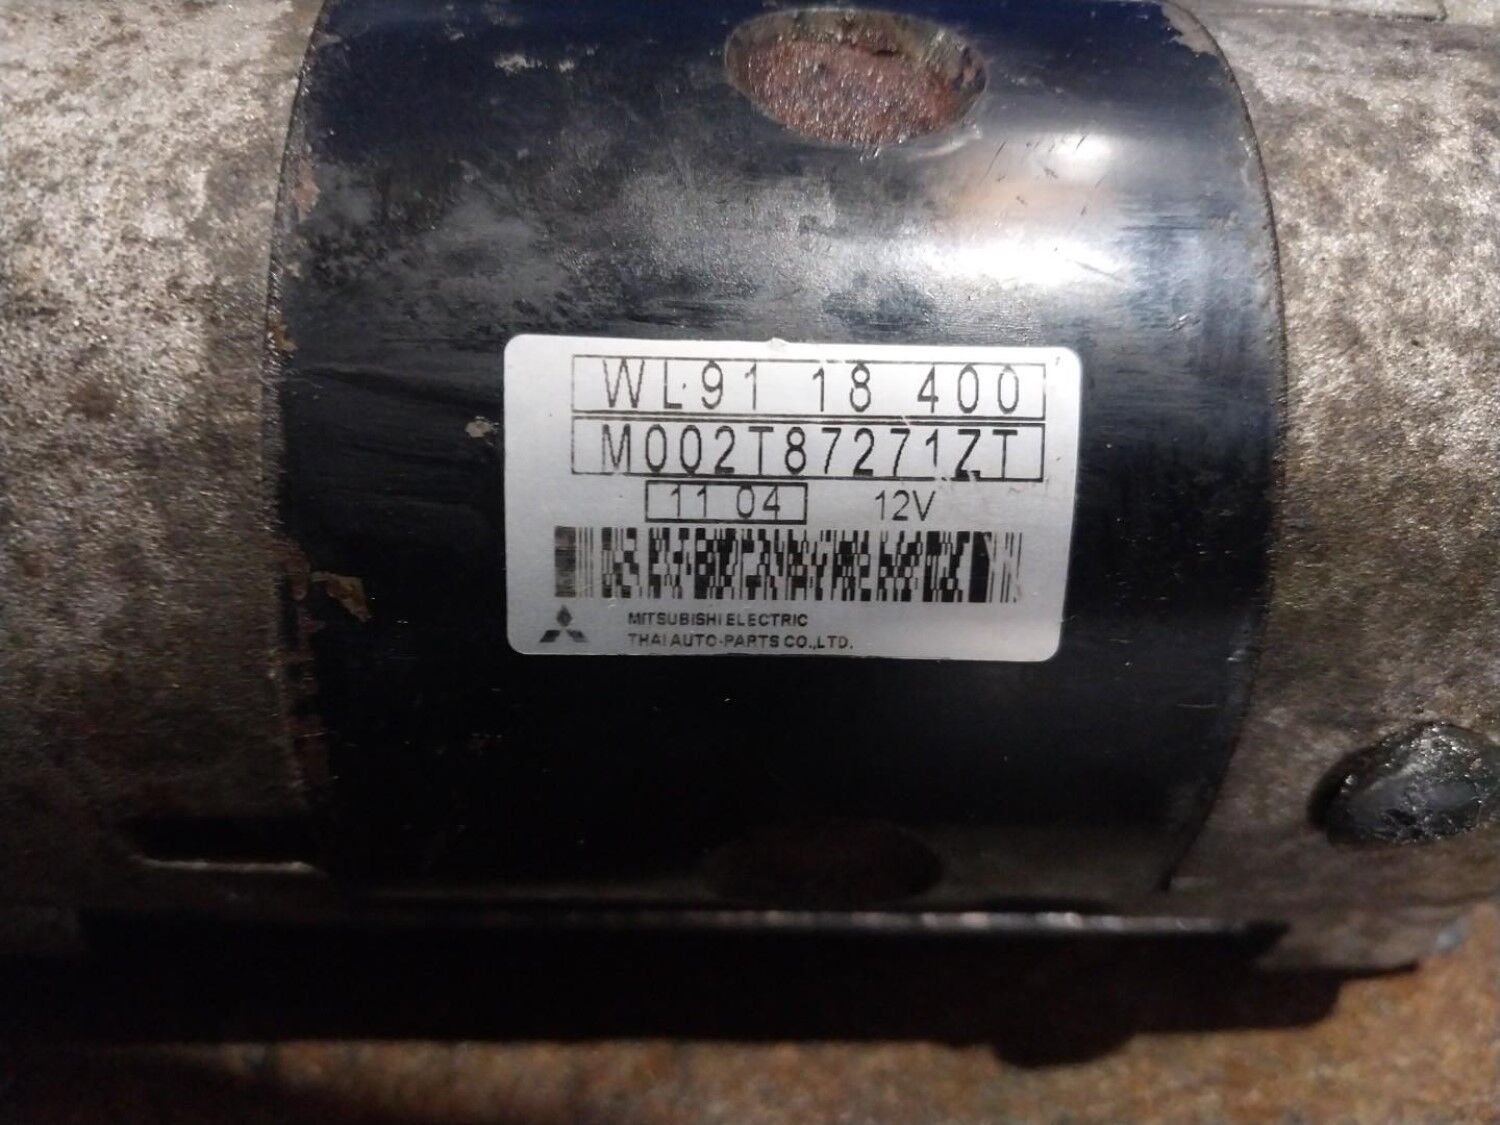 WL91 18 400
M002T87271ZT
11 04 12V
MITSUBISHI ELECTRIC
THAI AUTO-PARTS CO.,LTD.